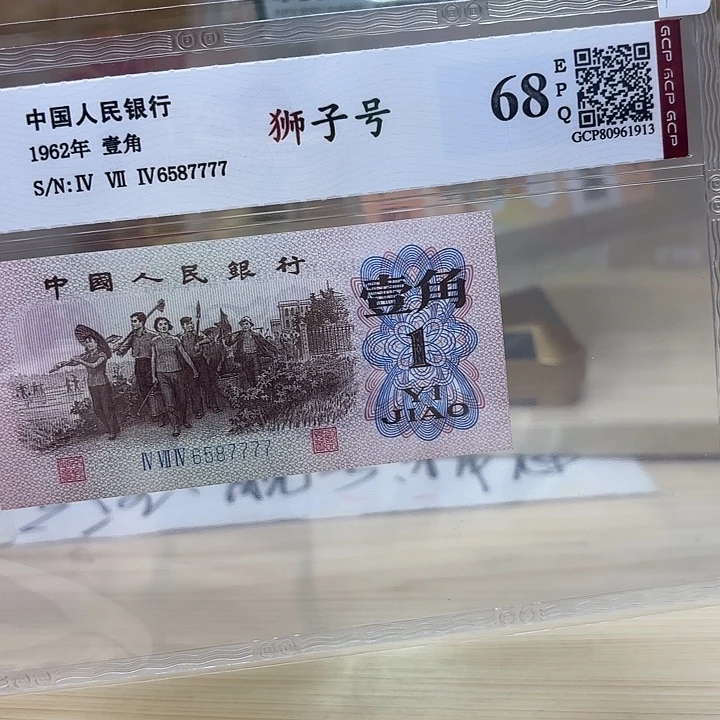 中国人民银行
1962年 壹角
S/N:Ⅳ Ⅶ Ⅳ6587777
狮子号
68
EPQ
GCP80961913
GCP GCP GCP
中國人民銀行
壹角
1
YI
JIAO
Ⅳ Ⅶ Ⅳ 6587777